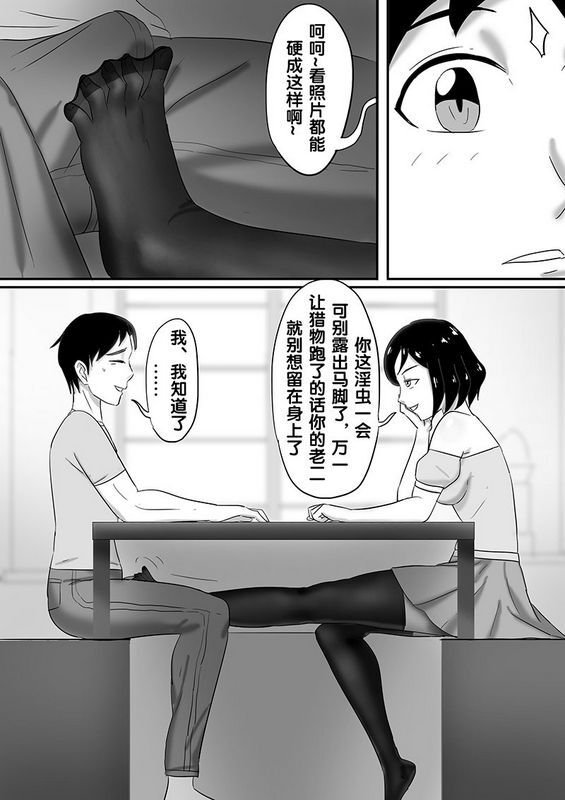 呵呵~看照片都能
硬成这样啊~
你这淫虫一会
可别露出马脚了，万一
让猎物跑了的话你的老二
就别想留在身上了
我、我知道了
……